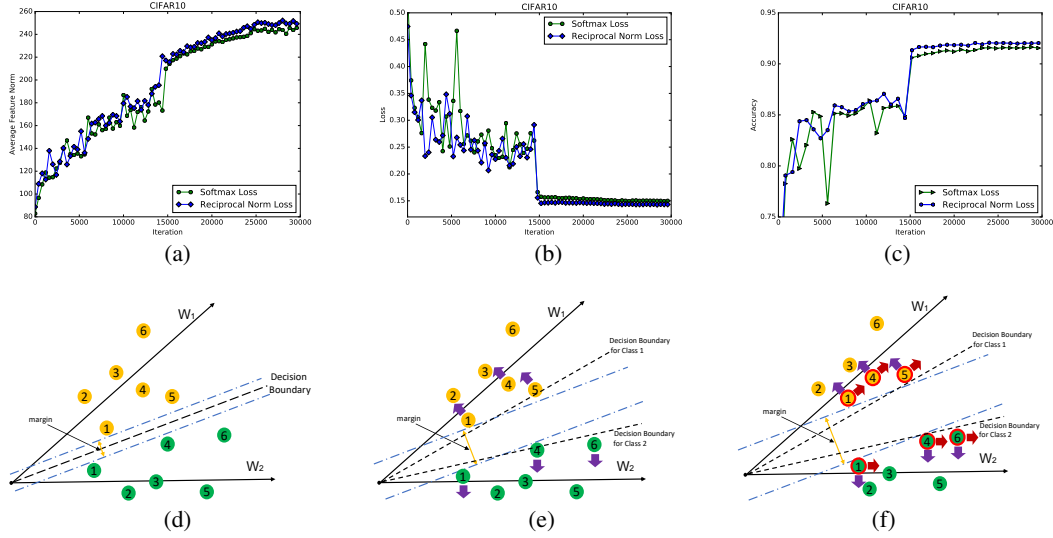 CIFAR10
260
240
220
200
180
160
140
120
100
80
0
5000
10000
15000
20000
25000
30000
Average Feature Norm
Iteration
Softmax Loss
Reciprocal Norm Loss
(a)
CIFAR10
0.50
0.45
0.40
0.35
0.30
0.25
0.20
0.15
0
5000
10000
15000
20000
25000
30000
Loss
Iteration
Softmax Loss
Reciprocal Norm Loss
(b)
CIFAR10
0.95
0.90
0.85
0.80
0.75
0
5000
10000
15000
20000
25000
30000
Accuracy
Iteration
Softmax Loss
Reciprocal Norm Loss
(c)
W₁
6
3
2
4
5
1
Decision
Boundary
margin
6
4
1
W₂
3
2
5
(d)
W₁
6
3
4
2
5
1
Decision Boundary
for Class 1
margin
4
6
Decision Boundary
for Class 2
1
W₂
3
2
5
(e)
W₁
6
3
4
5
2
1
Decision Boundary
for Class 1
margin
4
6
Decision Boundary
for Class 2
1
W₂
3
2
5
(f)